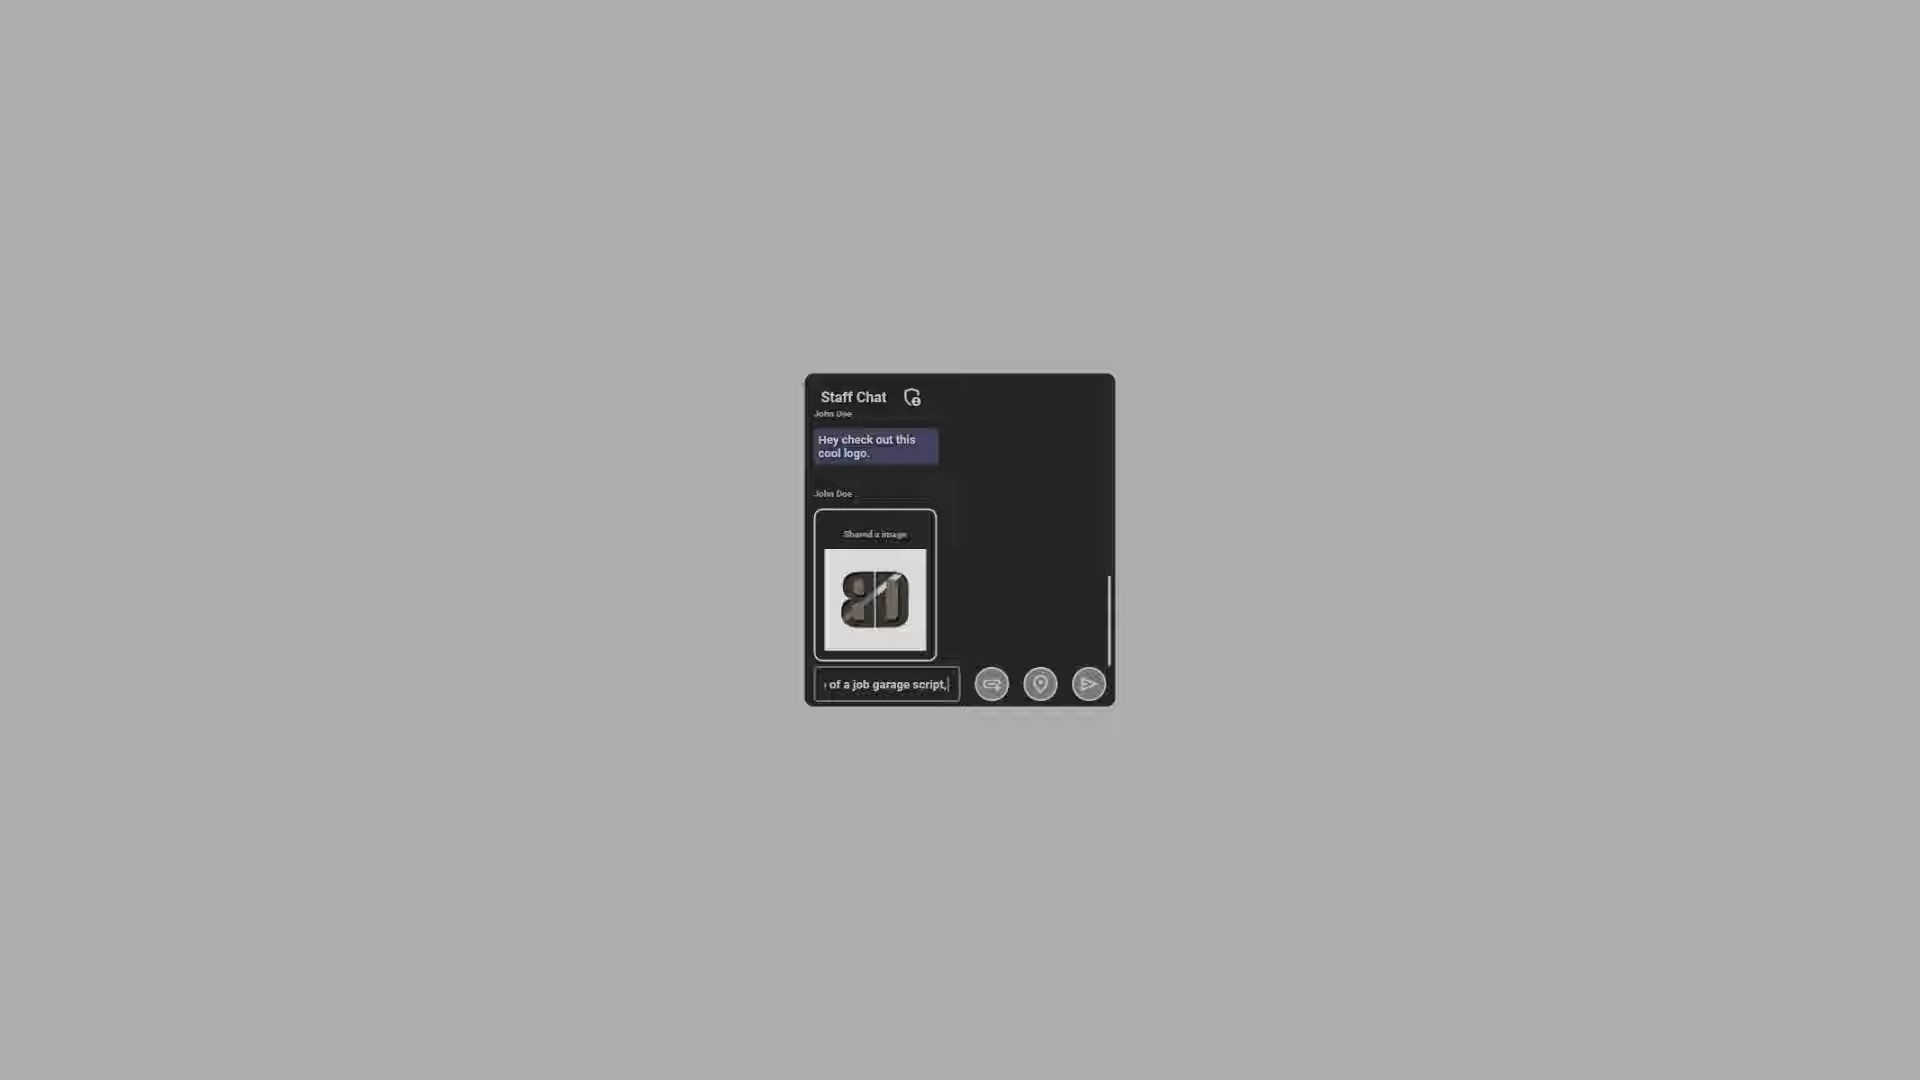 Staff Chat
John Doe
Hey check out this
cool logo.
John Doe
Shared a image
of a job garage script,